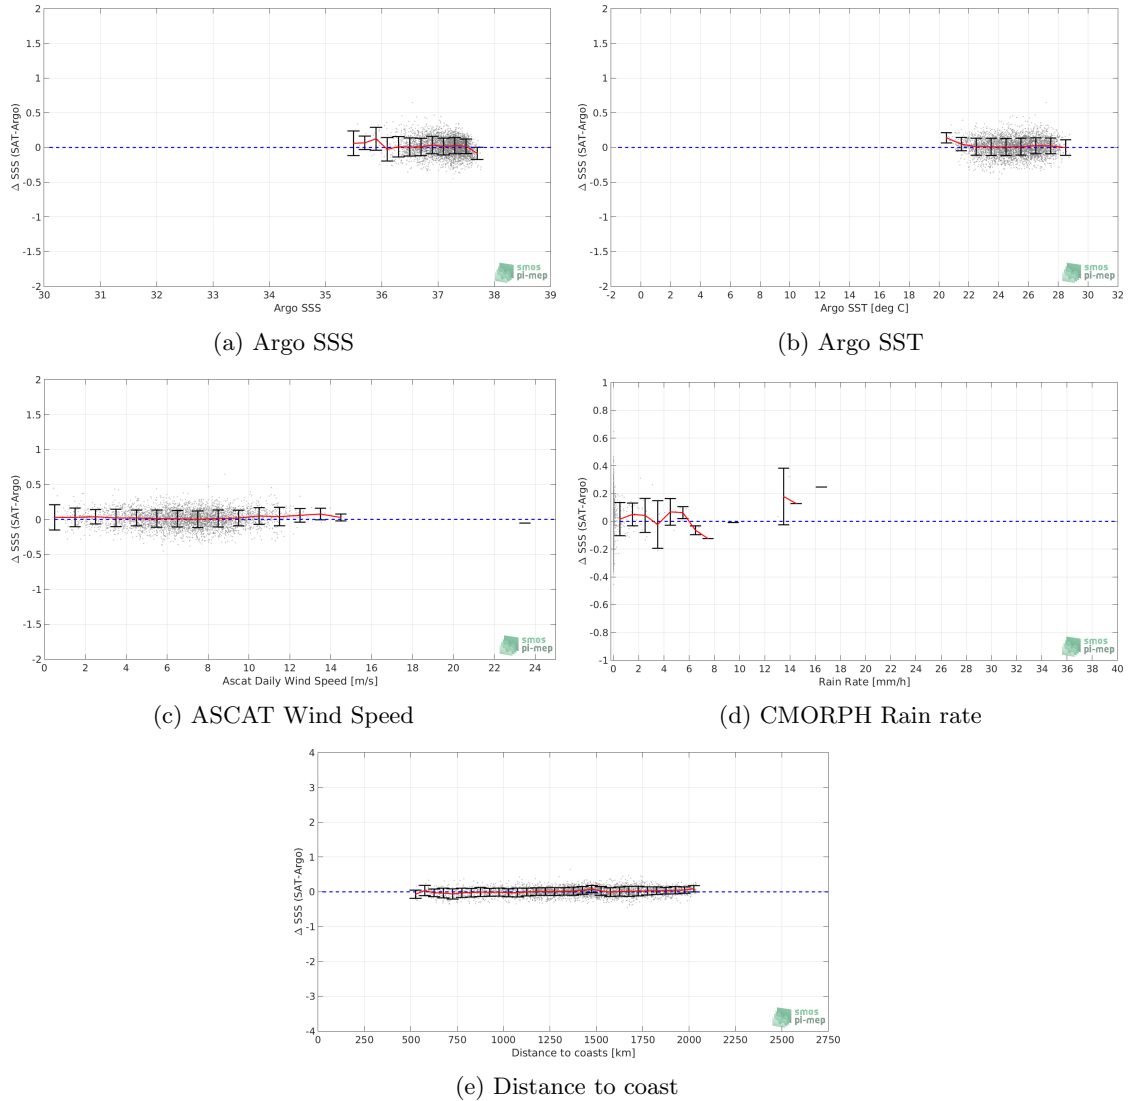 2
1.5
1
0.5
0
-0.5
-1
-1.5
-2
Δ SSS (SAT-Argo)
30 31 32 33 34 35 36 37 38 39
Argo SSS
smos
pi-mep
(a) Argo SSS
2
1.5
1
0.5
0
-0.5
-1
-1.5
-2
Δ SSS (SAT-Argo)
-2 0 2 4 6 8 10 12 14 16 18 20 22 24 26 28 30 32
Argo SST [deg C]
smos
pi-mep
(b) Argo SST
2
1.5
1
0.5
0
-0.5
-1
-1.5
-2
Δ SSS (SAT-Argo)
0 2 4 6 8 10 12 14 16 18 20 22 24
Ascat Daily Wind Speed [m/s]
smos
pi-mep
(c) ASCAT Wind Speed
1
0.8
0.6
0.4
0.2
0
-0.2
-0.4
-0.6
-0.8
-1
Δ SSS (SAT-Argo)
0 2 4 6 8 10 12 14 16 18 20 22 24 26 28 30 32 34 36 38 40
Rain Rate [mm/h]
smos
pi-mep
(d) CMORPH Rain rate
4
3
2
1
0
-1
-2
-3
-4
Δ SSS (SAT-Argo)
0 250 500 750 1000 1250 1500 1750 2000 2250 2500 2750
Distance to coasts [km]
smos
pi-mep
(e) Distance to coast